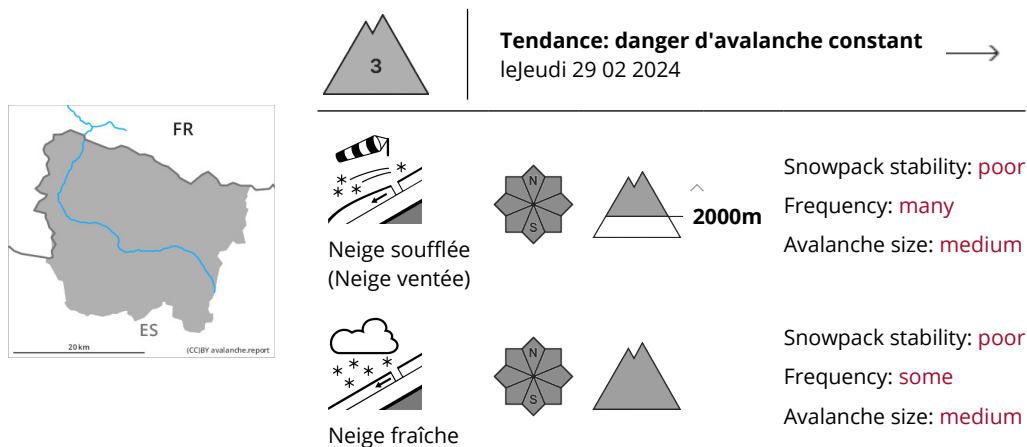 3
Tendance: danger d'avalanche constant
leJeudi 29 02 2024
FR
ES
20 km
(CC)BY avalanche.report
N
S
2000m
Neige soufflée
(Neige ventée)
Snowpack stability: poor
Frequency: many
Avalanche size: medium
N
S
Neige fraîche
Snowpack stability: poor
Frequency: some
Avalanche size: medium